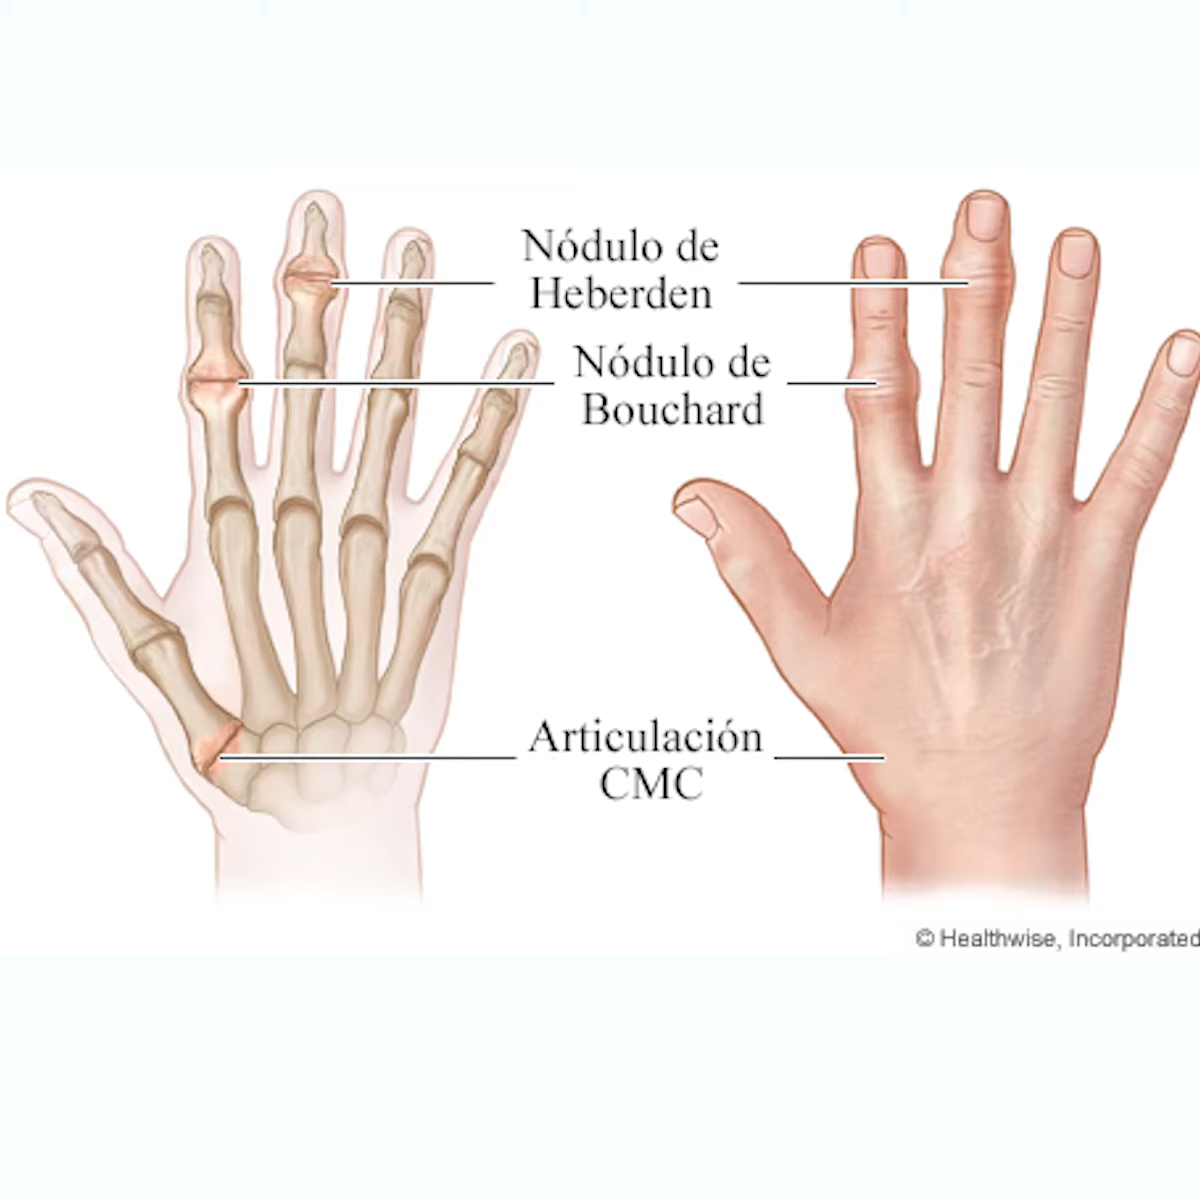 Nódulo de
Heberden
Nódulo de
Bouchard
Articulación
CMC
© Healthwise, Incorporated